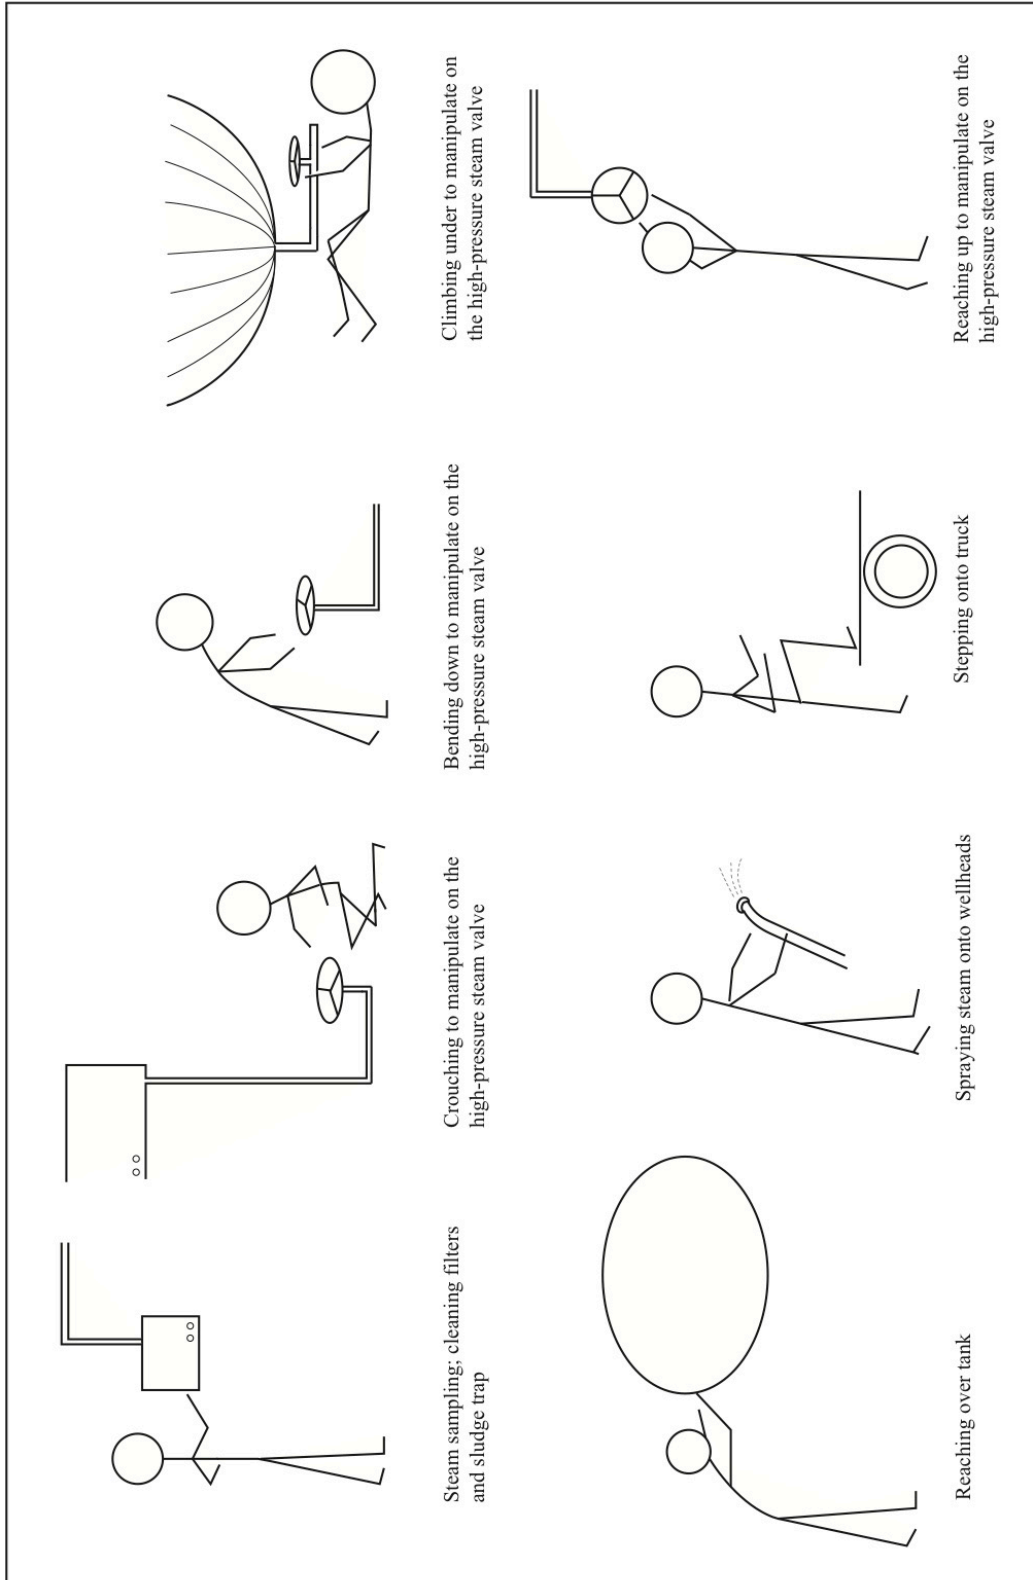 Steam sampling; cleaning filters
and sludge trap
Crouching to manipulate on the
high-pressure steam valve
Bending down to manipulate on the
high-pressure steam valve
Climbing under to manipulate on
the high-pressure steam valve
Reaching over tank
Spraying steam onto wellheads
Stepping onto truck
Reaching up to manipulate on the
high-pressure steam valve